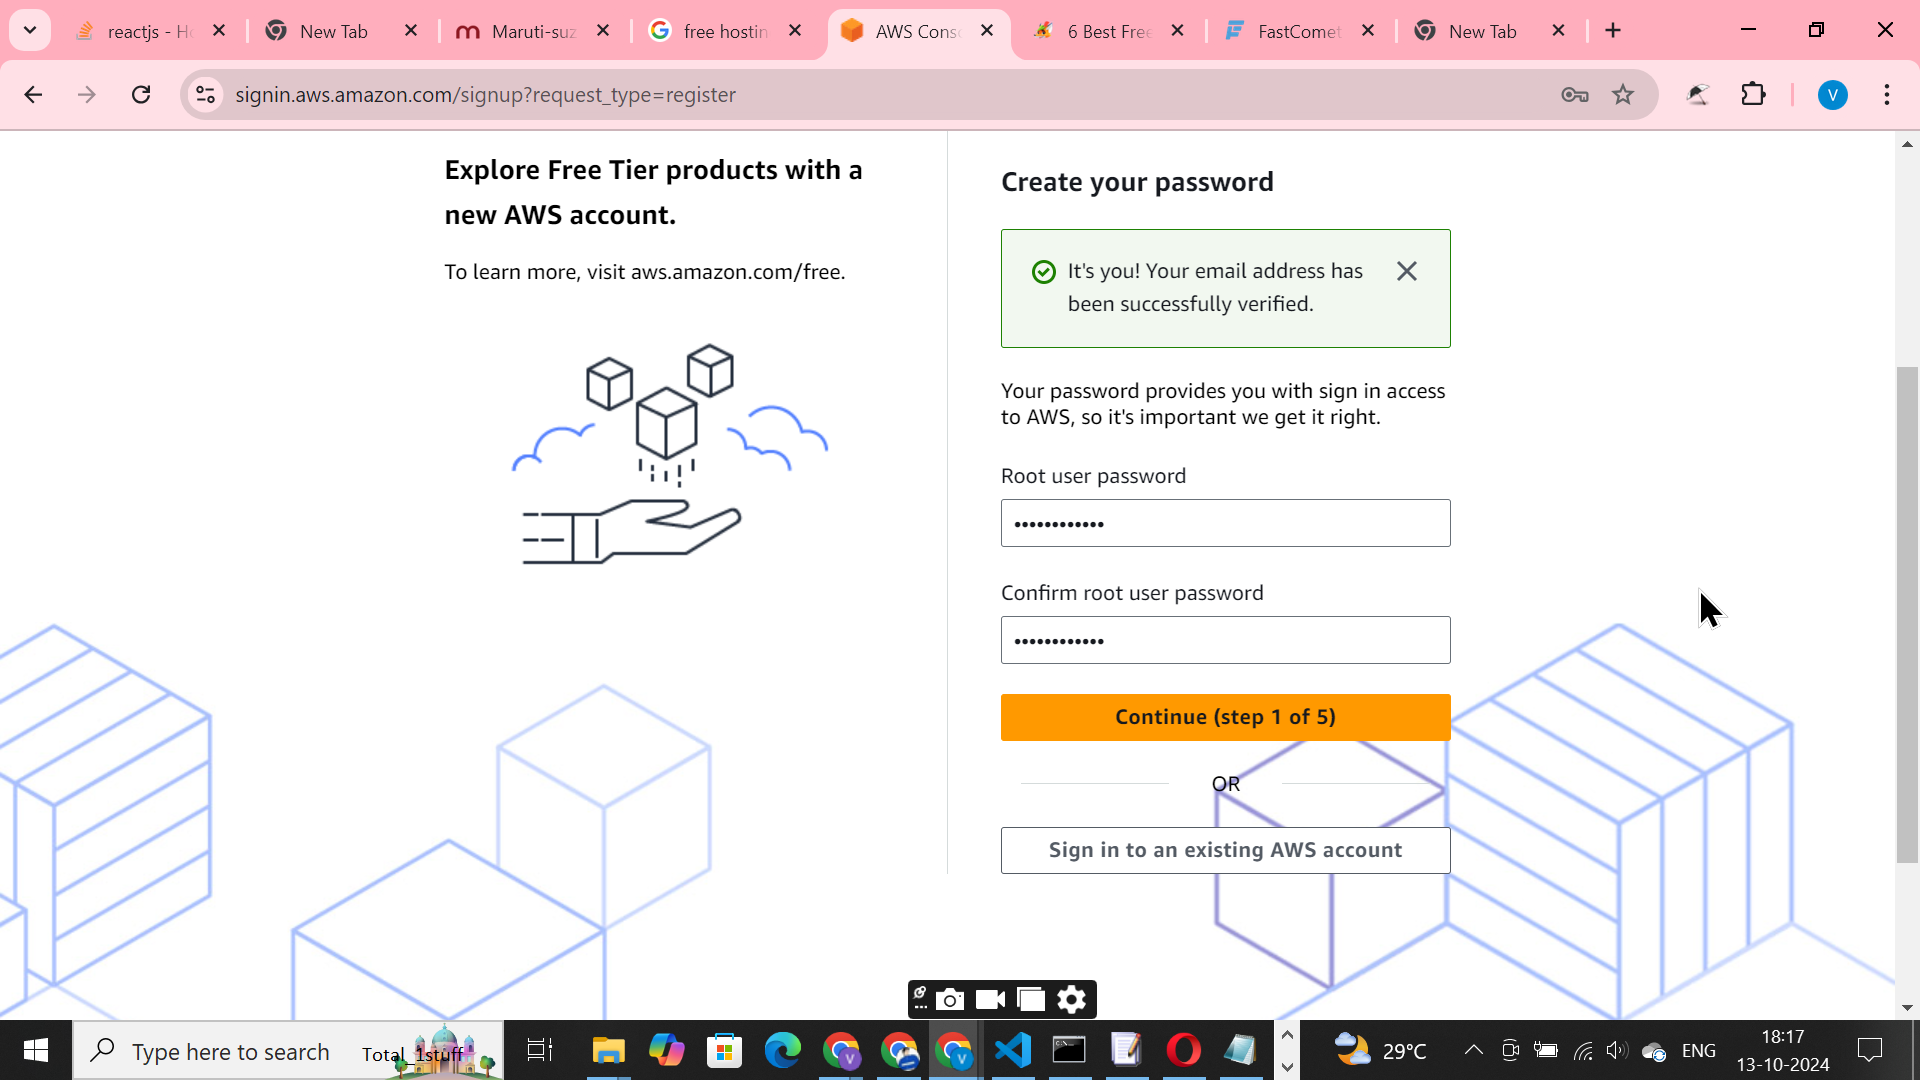 reactjs - Ho
New Tab
Maruti-suz
free hostin
AWS Conso
6 Best Free
FastComet
New Tab
signin.aws.amazon.com/signup?request_type=register
V
Explore Free Tier products with a
new AWS account.
To learn more, visit aws.amazon.com/free.
Create your password
It's you! Your email address has
been successfully verified.
Your password provides you with sign in access
to AWS, so it's important we get it right.
Root user password
••••••••••••
Confirm root user password
••••••••••••
Continue (step 1 of 5)
OR
Sign in to an existing AWS account
Type here to search
Total_1stuff
29°C
ENG
18:17
13-10-2024